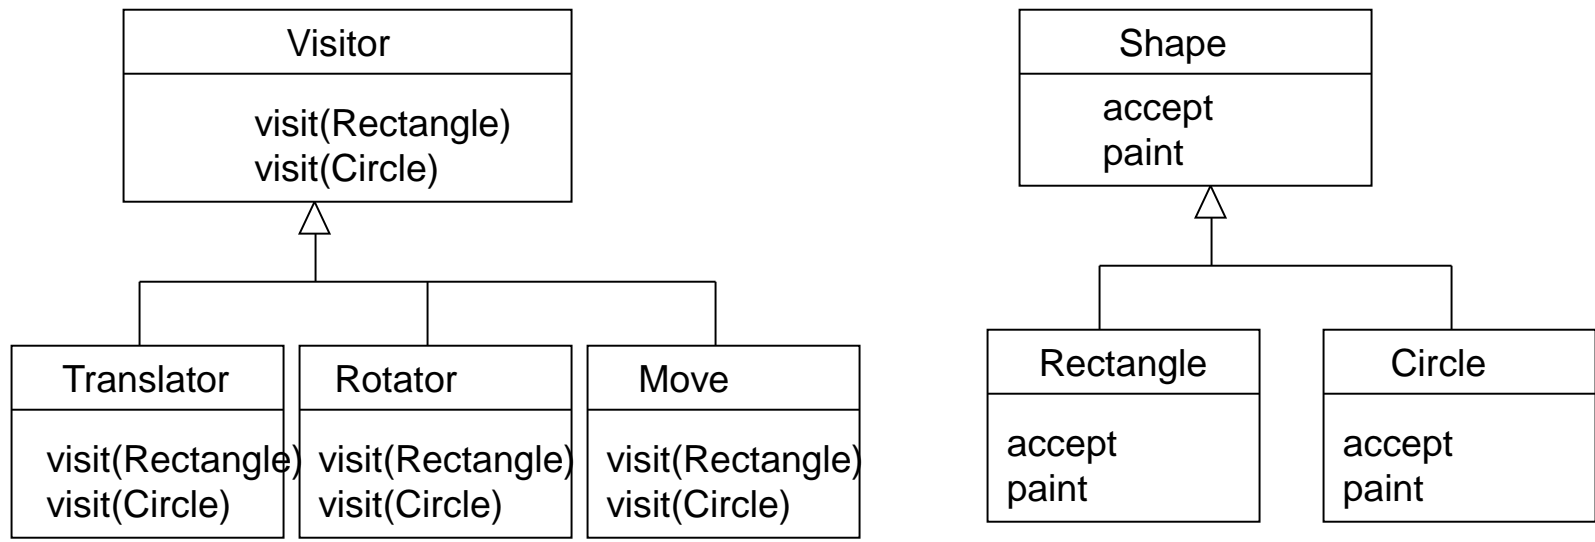 Visitor
visit(Rectangle)
visit(Circle)
Translator
visit(Rectangle)
visit(Circle)
Rotator
visit(Rectangle)
visit(Circle)
Move
visit(Rectangle)
visit(Circle)
Shape
accept
paint
Rectangle
accept
paint
Circle
accept
paint